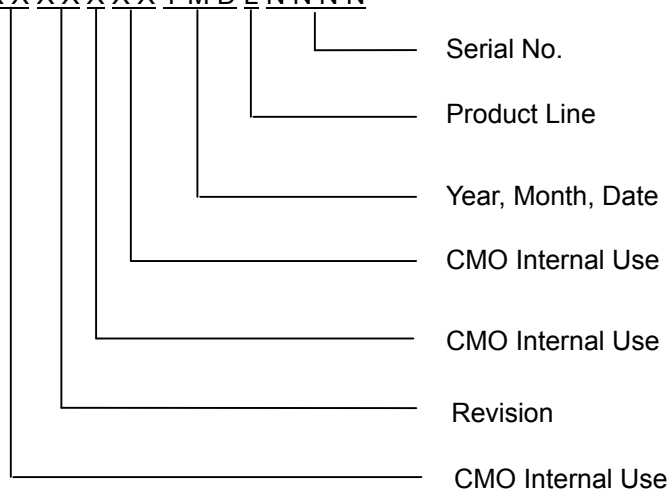 X X X X X X X Y M D L N N N N
Serial No.
Product Line
Year, Month, Date
CMO Internal Use
CMO Internal Use
Revision
CMO Internal Use